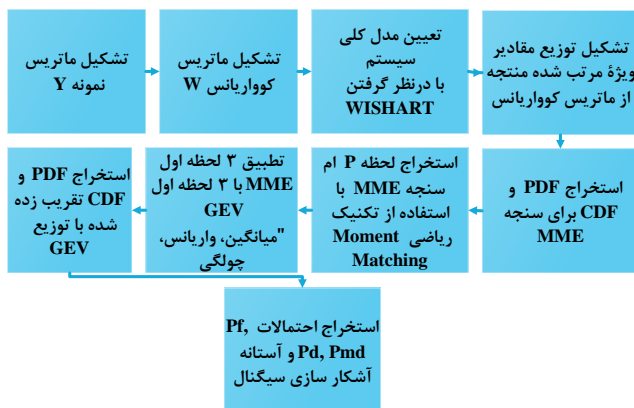 تشکیل ماتریس
نمونه Y
تشکیل ماتریس
کوواریانس W
تعیین مدل کلی
سیستم
با درنظر گرفتن
WISHART
تشکیل توزیع مقادیر
ویژهٔ مرتب شده منتجه
از ماتریس کوواریانس
استخراج PDF و
CDF برای سنجه
MME
استخراج لحظه P ام
سنجه MME با
استفاده از تکنیک
ریاضی Moment
Matching
تطبیق ۳ لحظه اول
MME با ۳ لحظه اول
GEV
"میانگین، واریانس،
چولگی
استخراج PDF و
CDF تقریب زده
شده با توزیع
GEV
استخراج احتمالات Pf,
Pd, Pmd و آستانه
آشکار سازی سیگنال